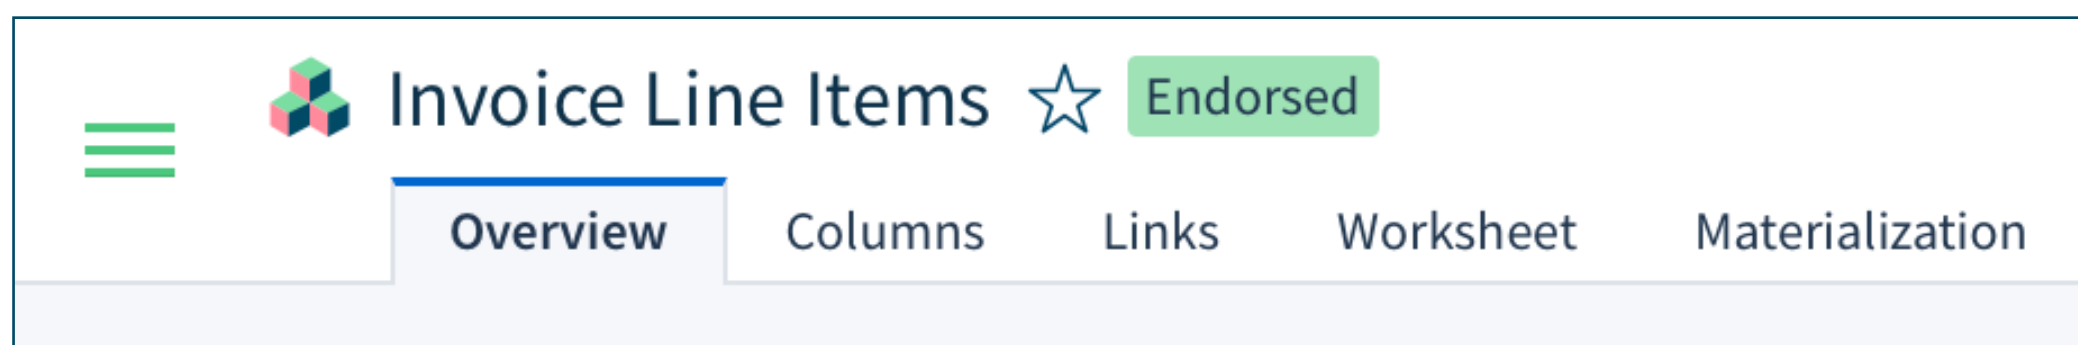 Invoice Line Items Endorsed
Overview Columns Links Worksheet Materialization